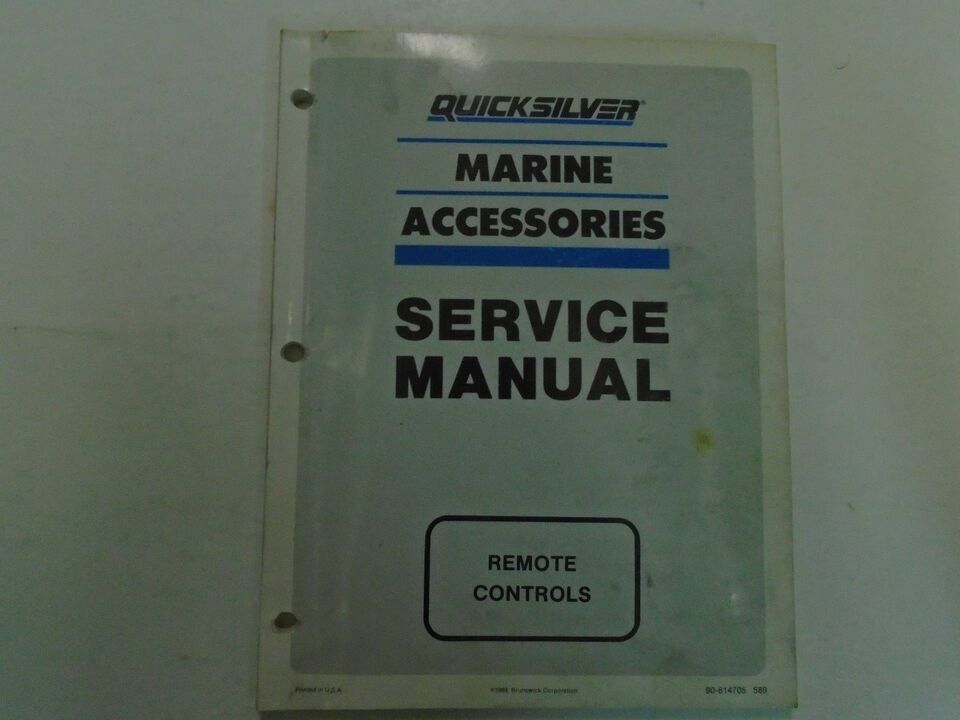 QUICKSILVER®
MARINE
ACCESSORIES
SERVICE
MANUAL
REMOTE
CONTROLS
Printed in U.S.A.
Brunswick Corporation
90-814705 589